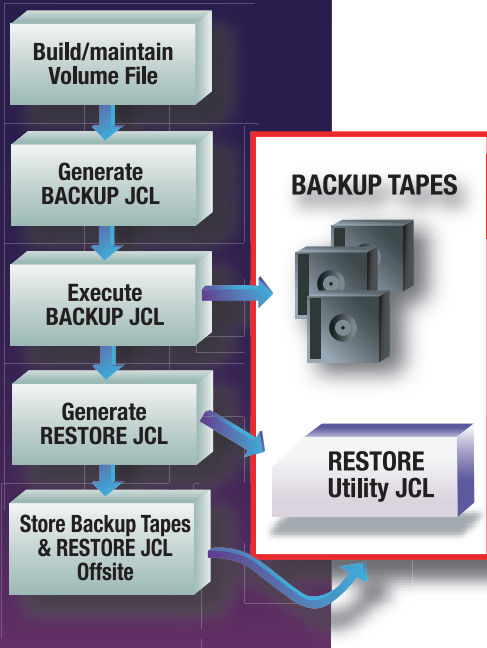 Build/maintain
Volume File
Generate
BACKUP JCL
Execute
BACKUP JCL
Generate
RESTORE JCL
Store Backup Tapes
& RESTORE JCL
Offsite
BACKUP TAPES
RESTORE
Utility JCL